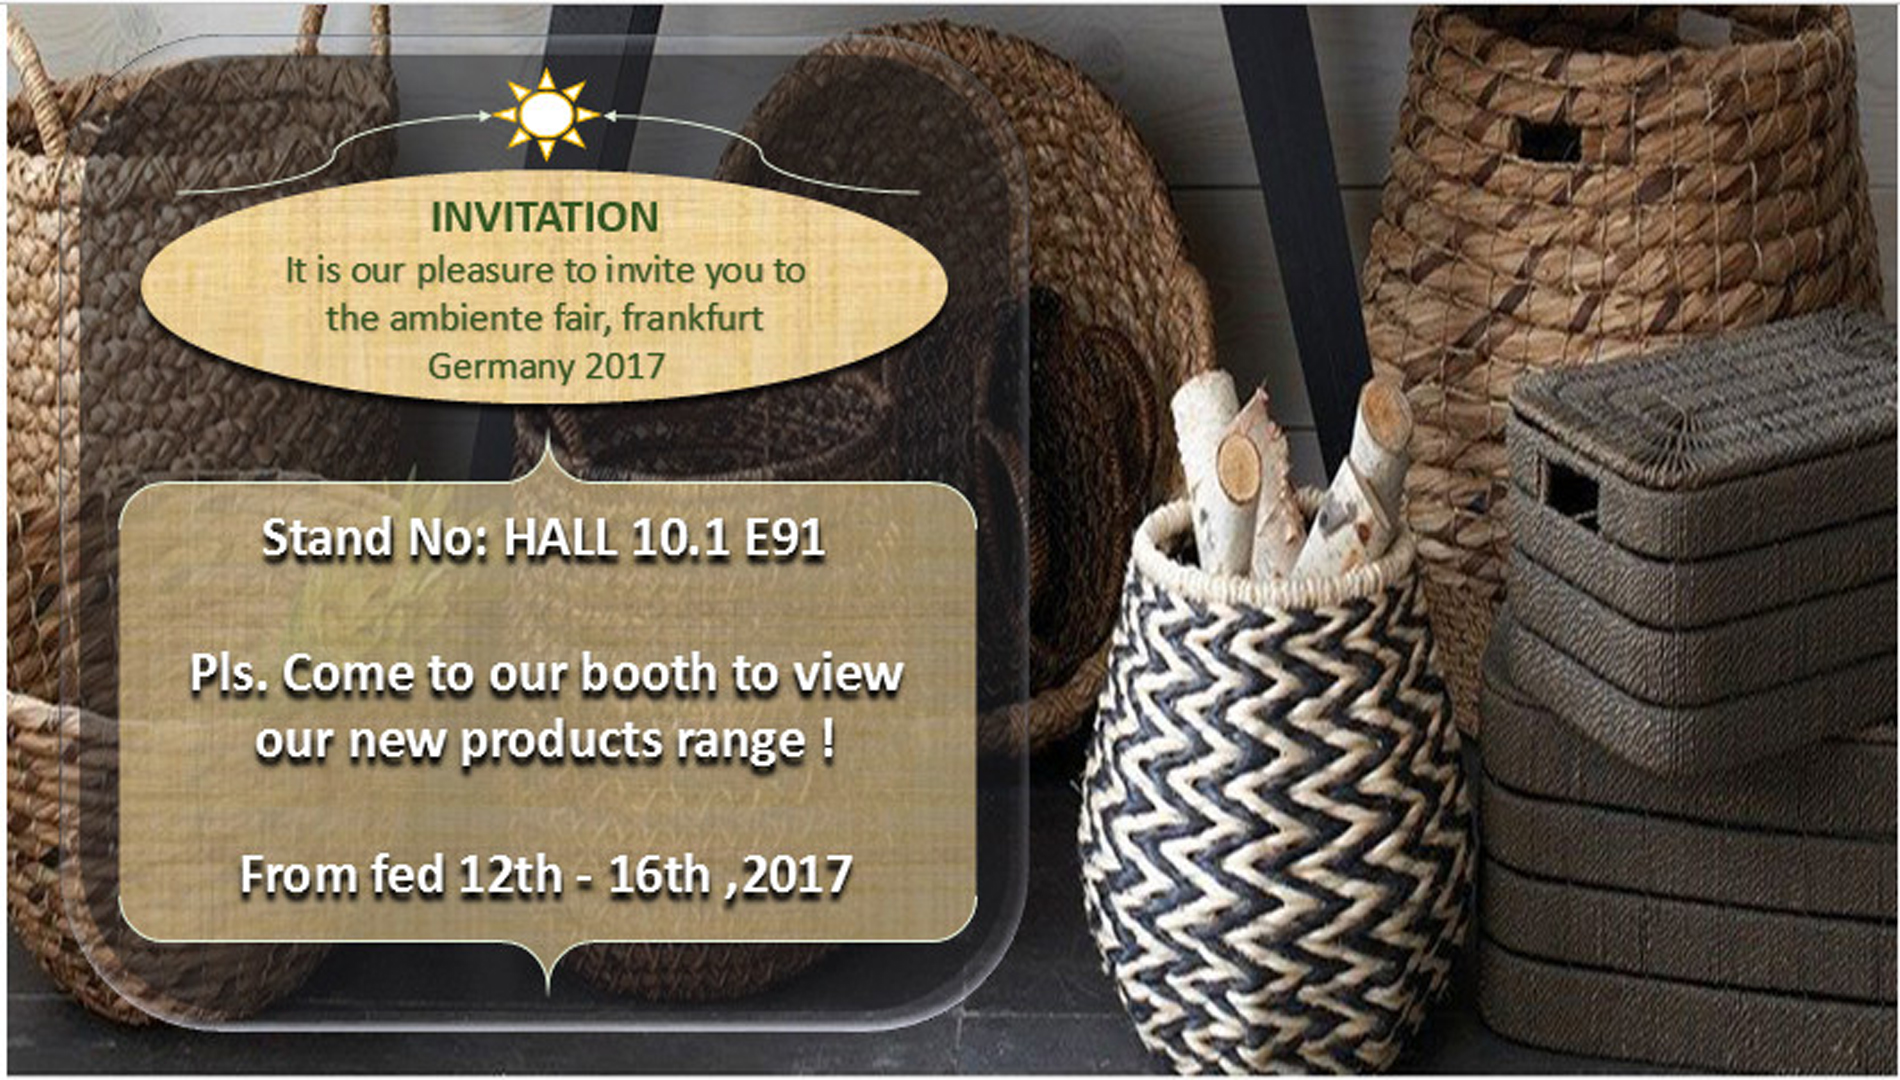 INVITATION
It is our pleasure to invite you to
the ambiente fair, frankfurt
Germany 2017
Stand No: HALL 10.1 E91
Pls. Come to our booth to view
our new products range !
From fed 12th - 16th ,2017